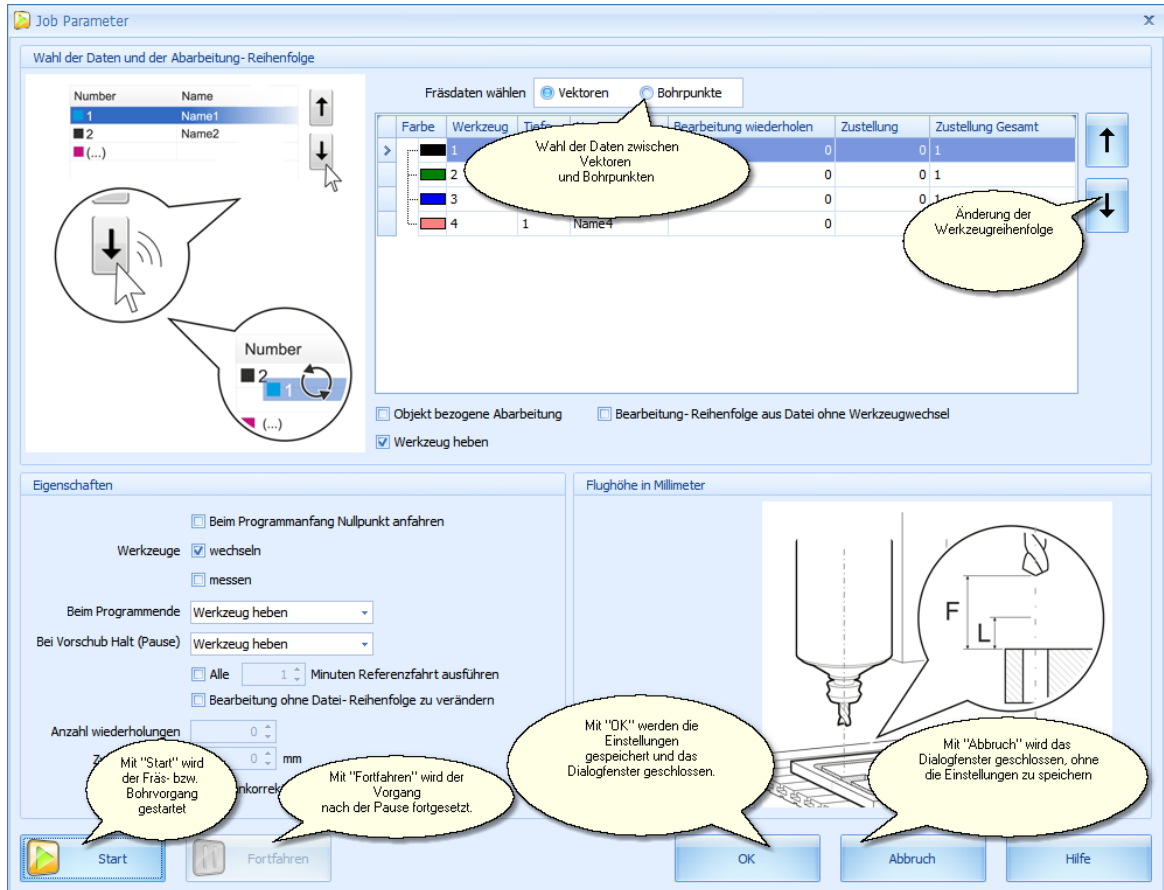 Job Parameter
x
Wahl der Daten und der Abarbeitung- Reihenfolge
Number Name
1 Name1
2 Name2
(...)
Number
2
1
(...)
Fräsdaten wählen Vektoren Bohrpunkte
Farbe Werkzeug Bearbeitung wiederholen Zustellung Zustellung Gesamt
1 0 0 1
2 0 0 1
3 0 0 1
4 1 Name4 0
Wahl der Daten zwischen
Vektoren
und Bohrpunkten
Änderung der
Werkzeugreihenfolge
Objekt bezogene Abarbeitung Bearbeitung- Reihenfolge aus Datei ohne Werkzeugwechsel
Werkzeug heben
Eigenschaften
Beim Programmanfang Nullpunkt anfahren
Werkzeuge wechseln
messen
Beim Programmende Werkzeug heben
Bei Vorschub Halt (Pause) Werkzeug heben
Alle 1 Minuten Referenzfahrt ausführen
Bearbeitung ohne Datei- Reihenfolge zu verändern
Anzahl wiederholungen 0
0 mm
Mit "Start" wird
der Fräs- bzw.
Bohrvorgang
gestartet
Mit "Fortfahren" wird der
Vorgang
nach der Pause fortgesetzt.
Flughöhe in Millimeter
F
L
Mit "OK" werden die
Einstellungen
gespeichert und das
Dialogfenster geschlossen.
Mit "Abbruch" wird das
Dialogfenster geschlossen, ohne
die Einstellungen zu speichern
Start Fortfahren OK Abbruch Hilfe